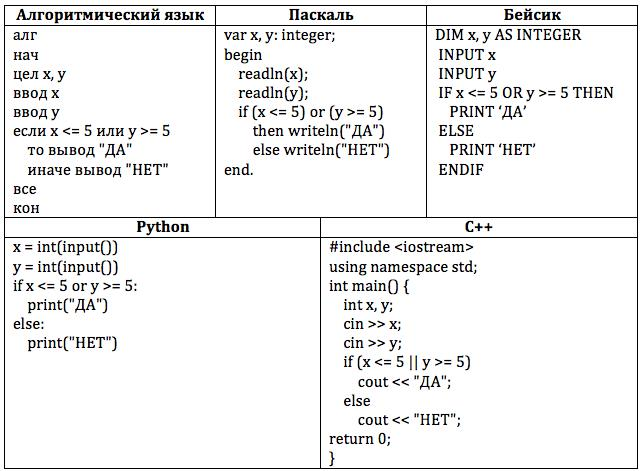 Алгоритмический язык
алг
нач
цел x, y
ввод x
ввод y
если x <= 5 или y >= 5
то вывод "ДА"
иначе вывод "НЕТ"
все
кон
Паскаль
var x, y: integer;
begin
readln(x);
readln(y);
if (x <= 5) or (y >= 5)
then writeln("ДА")
else writeln("НЕТ")
end.
Бейсик
DIM x, y AS INTEGER
INPUT x
INPUT y
IF x <= 5 OR y >= 5 THEN
PRINT ‘ДА’
ELSE
PRINT ‘НЕТ’
ENDIF
Python
x = int(input())
y = int(input())
if x <= 5 or y >= 5:
print("ДА")
else:
print("НЕТ")
C++
#include <iostream>
using namespace std;
int main() {
int x, y;
cin >> x;
cin >> y;
if (x <= 5 || y >= 5)
cout << "ДА";
else
cout << "НЕТ";
return 0;
}